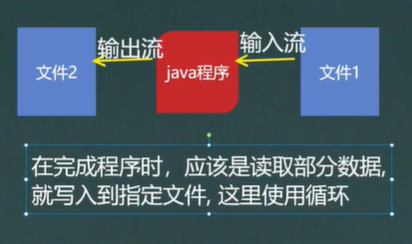 输出流
输入流
文件2
java程序
文件1
在完成程序时，应该是读取部分数据,
就写入到指定文件, 这里使用循环